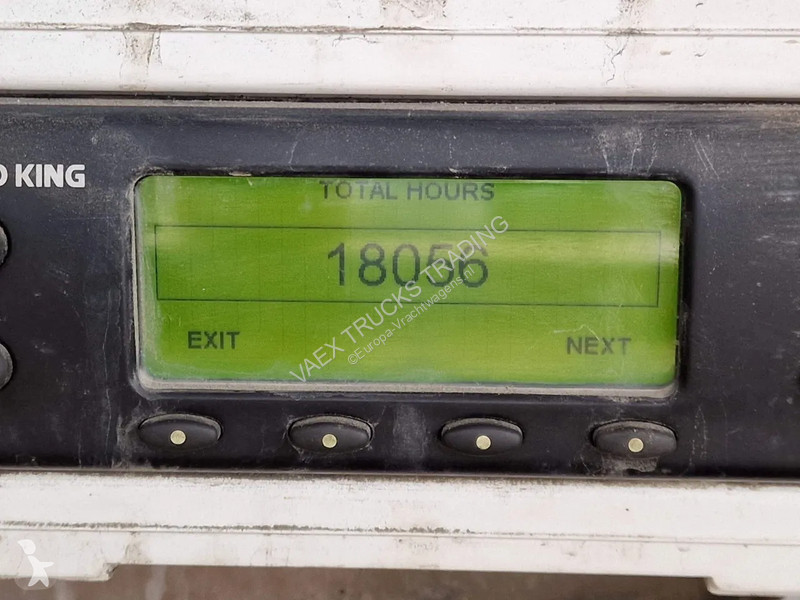 KING
TOTAL HOURS
18056
EXIT
NEXT
VAEX TRUCKS TRADING
©Europa-Vrachtwagens.nl